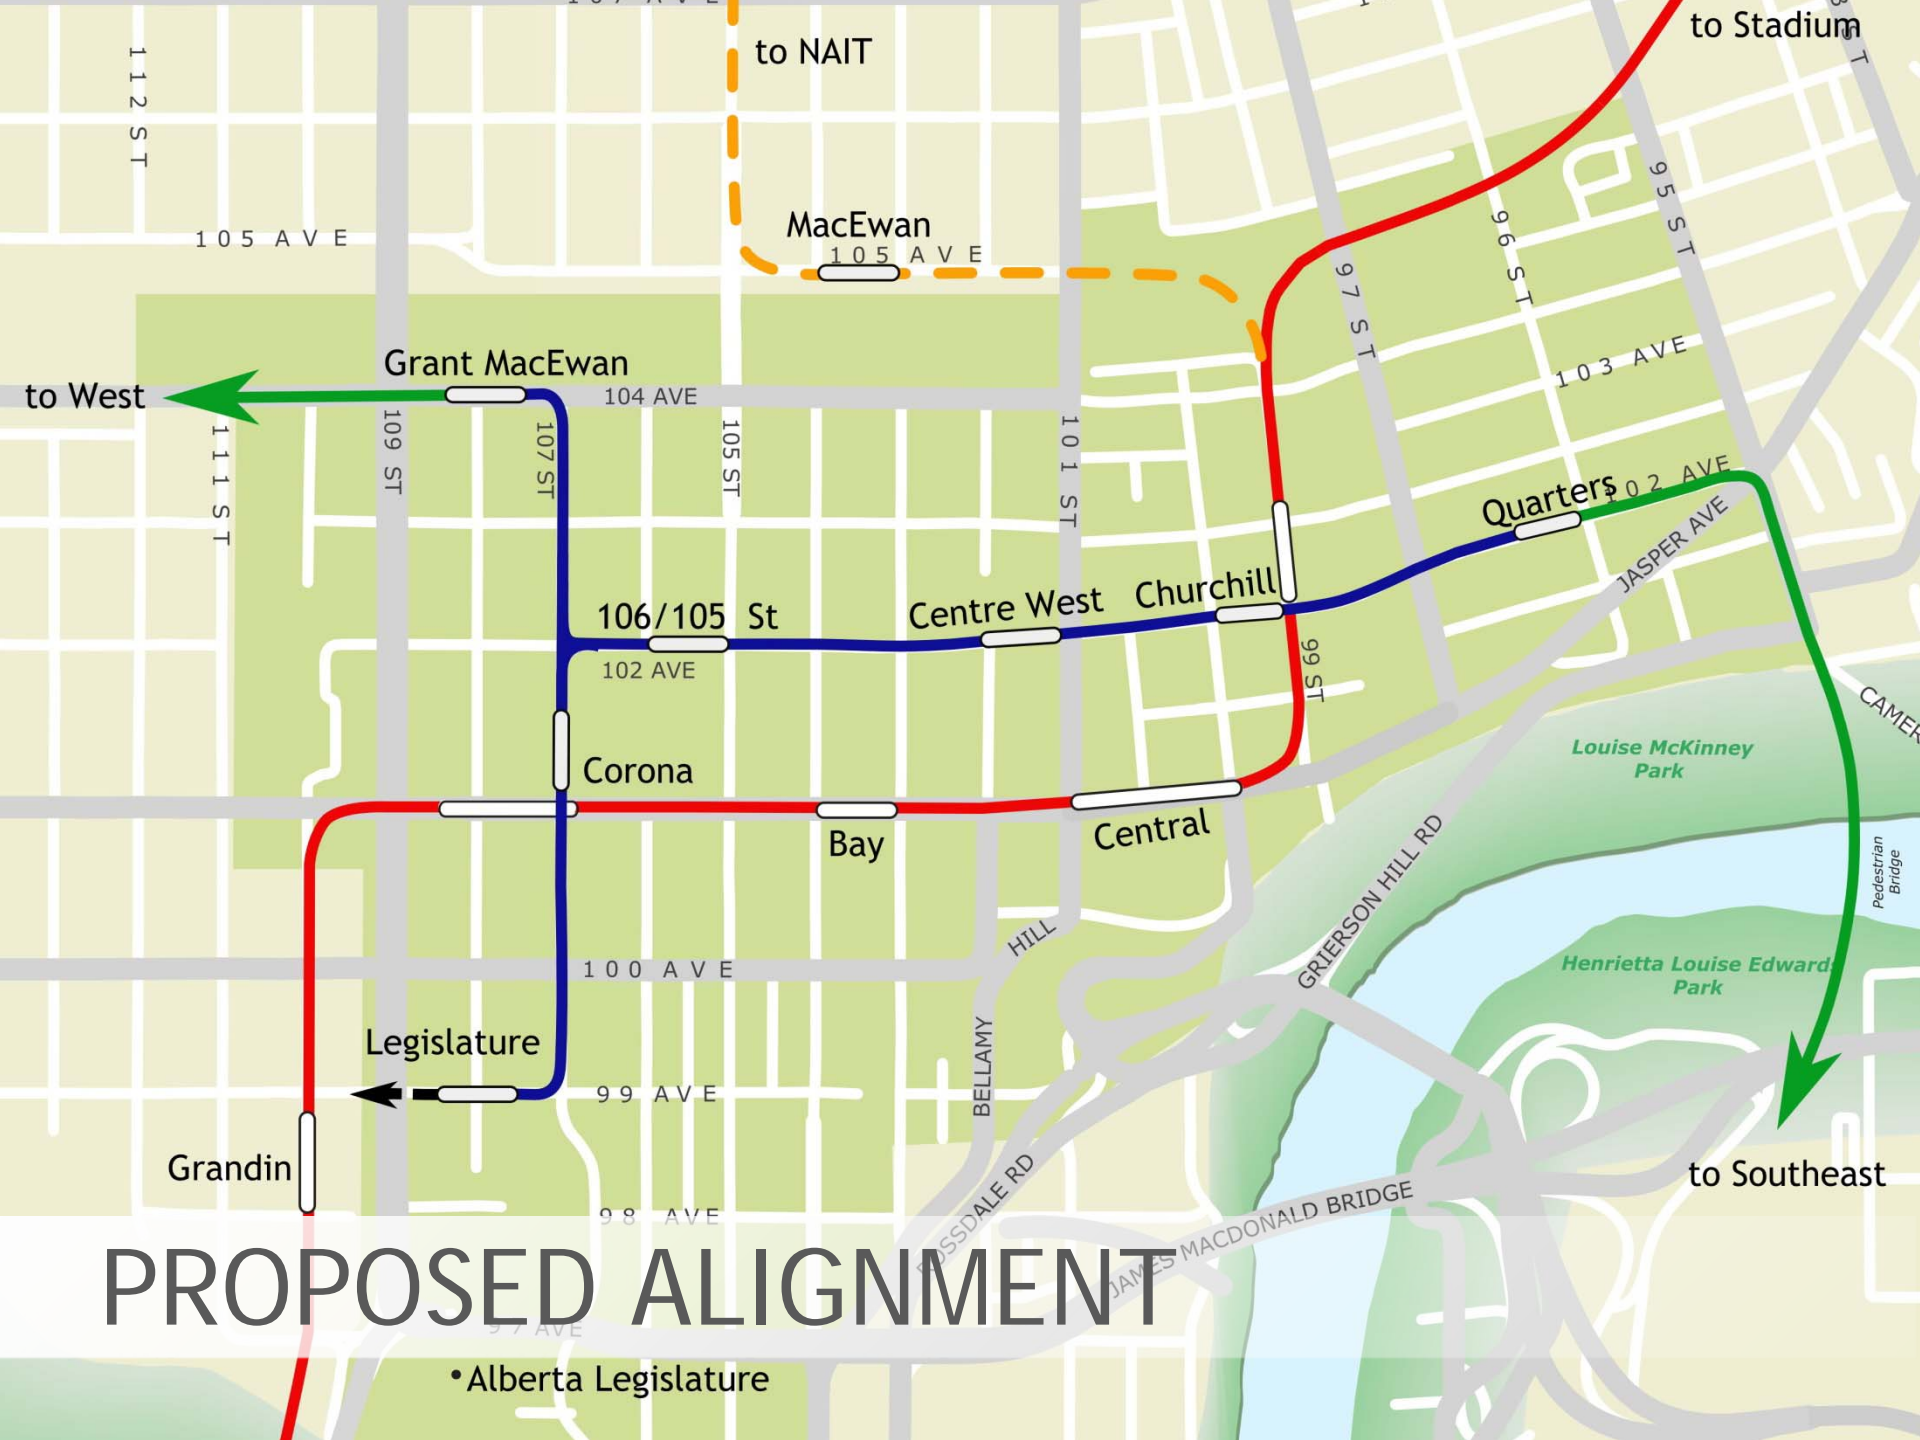 to NAIT
to Stadium
112 ST
MacEwan
105 AVE
105 AVE
95 ST
96 ST
97 ST
103 AVE
Grant MacEwan
to West
104 AVE
109 ST
111 ST
107 ST
105 ST
101 ST
Quarters
102 AVE
JASPER AVE
106/105 St
Centre West
Churchill
102 AVE
99 ST
Corona
Louise McKinney
Park
Bay
Central
Pedestrian
Bridge
GRIERSON HILL RD
HILL
BELLAMY
100 AVE
Henrietta Louise Edwards
Park
Legislature
99 AVE
Grandin
to Southeast
ROSSDALE RD
JAMES MACDONALD BRIDGE
98 AVE
PROPOSED ALIGNMENT
97 AVE
•Alberta Legislature